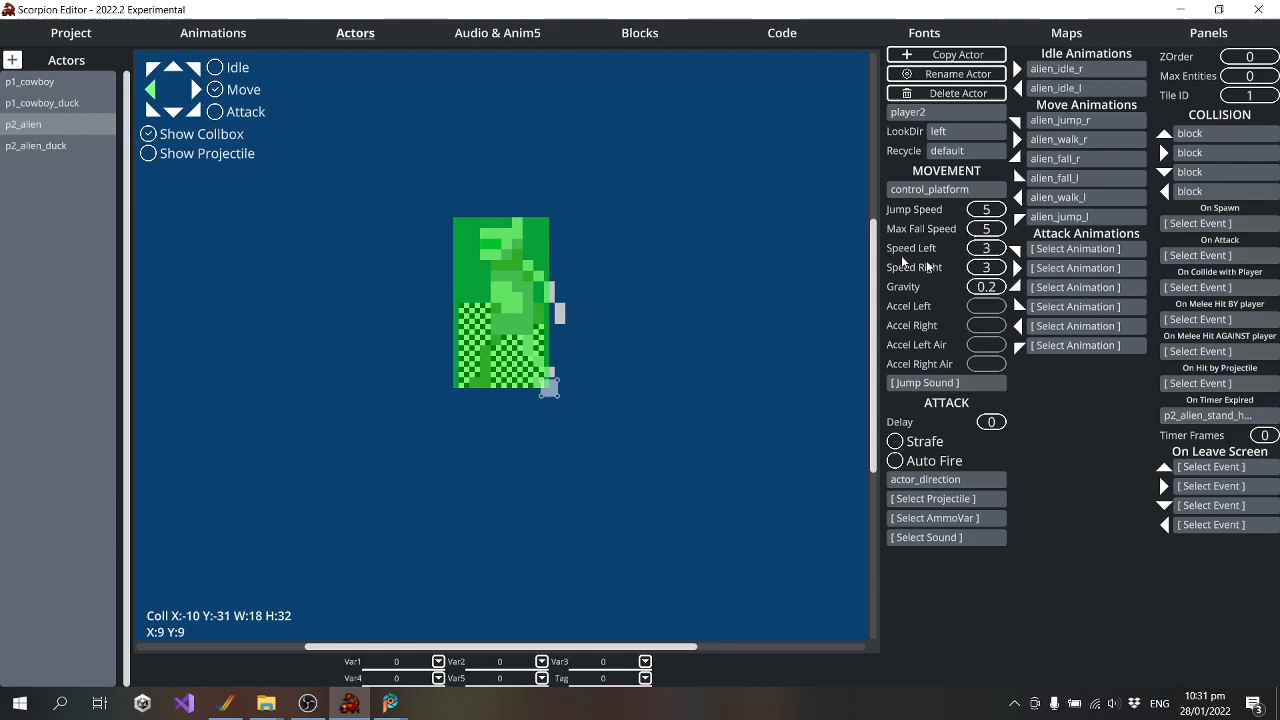 Scorpion Editor - 2022.2 Experimental
Project
Animations
Actors
Audio & Anim5
Blocks
Code
Fonts
Maps
Panels
+
Actors
p1_cowboy
p1_cowboy_duck
p2_alien
p2_alien_duck
Idle
Move
Attack
Show Collbox
Show Projectile
Coll X:-10 Y:-31 W:18 H:32
X:9 Y:9
Var1 0
Var2 0
Var3 0
Var4 0
Var5 0
Tag 0
+ Copy Actor
Rename Actor
Delete Actor
player2
LookDir left
Recycle default
MOVEMENT
control_platform
Jump Speed 5
Max Fall Speed 5
Speed Left 3
Speed Right 3
Gravity 0.2
Accel Left
Accel Right
Accel Left Air
Accel Right Air
[ Jump Sound ]
ATTACK
Delay 0
Strafe
Auto Fire
actor_direction
[ Select Projectile ]
[ Select AmmoVar ]
[ Select Sound ]
Idle Animations
alien_idle_r
alien_idle_l
Move Animations
alien_jump_r
alien_walk_r
alien_fall_r
alien_fall_l
alien_walk_l
alien_jump_l
Attack Animations
[ Select Animation ]
[ Select Animation ]
[ Select Animation ]
[ Select Animation ]
[ Select Animation ]
[ Select Animation ]
ZOrder 0
Max Entities 0
Tile ID 1
COLLISION
block
block
block
block
On Spawn
[ Select Event ]
On Attack
[ Select Event ]
On Collide with Player
[ Select Event ]
On Melee Hit BY player
[ Select Event ]
On Melee Hit AGAINST player
[ Select Event ]
On Hit by Projectile
[ Select Event ]
On Timer Expired
p2_alien_stand_h...
Timer Frames 0
On Leave Screen
[ Select Event ]
[ Select Event ]
[ Select Event ]
[ Select Event ]
ENG
10:31 pm
28/01/2022
3